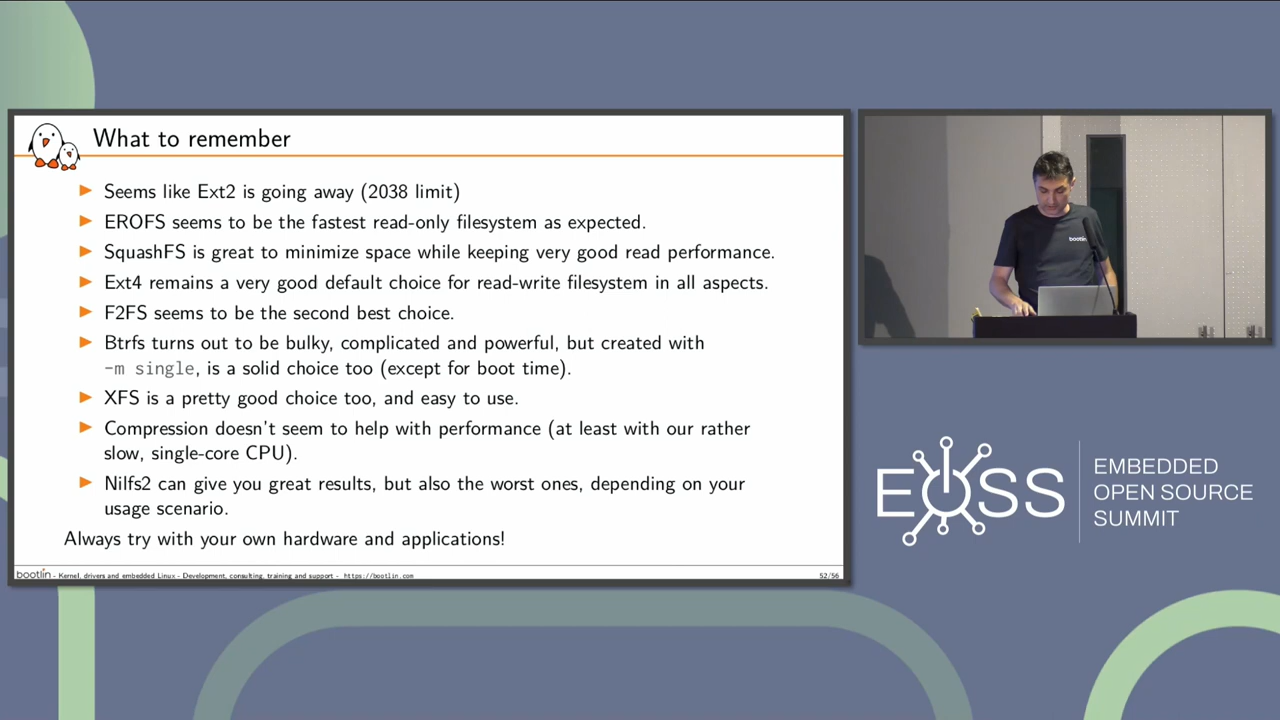 What to remember
Seems like Ext2 is going away (2038 limit)
EROFS seems to be the fastest read-only filesystem as expected.
SquashFS is great to minimize space while keeping very good read performance.
Ext4 remains a very good default choice for read-write filesystem in all aspects.
F2FS seems to be the second best choice.
Btrfs turns out to be bulky, complicated and powerful, but created with
-m single, is a solid choice too (except for boot time).
XFS is a pretty good choice too, and easy to use.
Compression doesn't seem to help with performance (at least with our rather
slow, single-core CPU).
Nilfs2 can give you great results, but also the worst ones, depending on your
usage scenario.
Always try with your own hardware and applications!
bootlin - Kernel, drivers and embedded Linux - Development, consulting, training and support - https://bootlin.com
52/56
bootlin
EOSS
EMBEDDED
OPEN SOURCE
SUMMIT